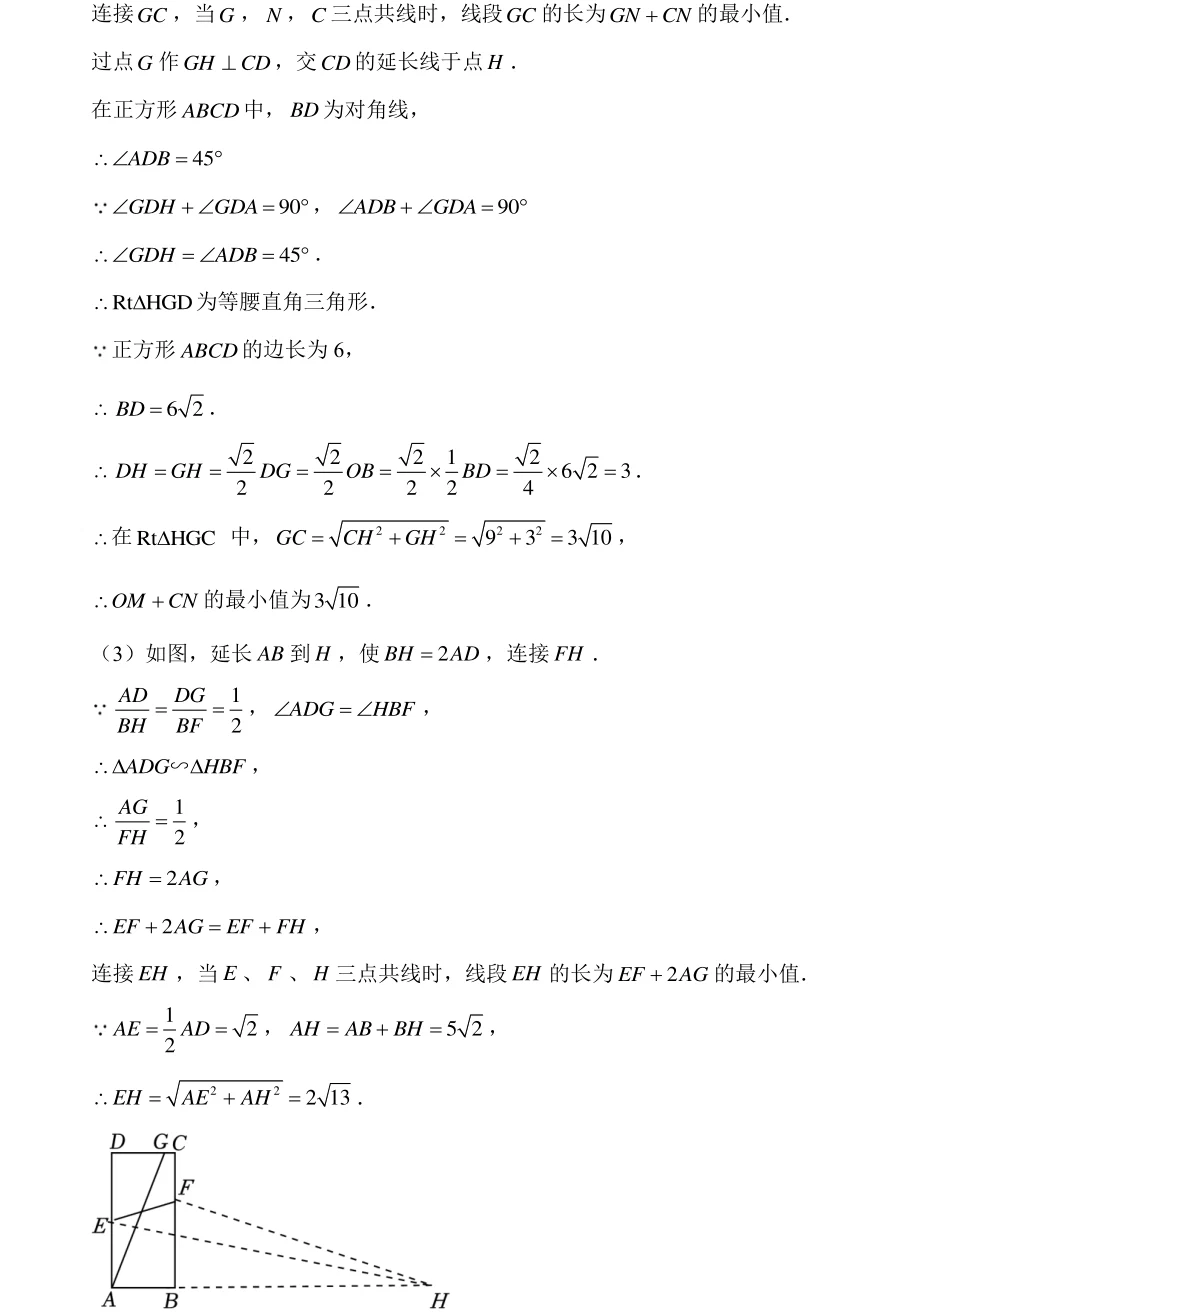 连接GC，当G，N，C三点共线时，线段GC的长为GN+CN的最小值．
过点G作GH⊥CD，交CD的延长线于点H．
在正方形ABCD中，BD为对角线，
∴∠ADB=45°
∵∠GDH+∠GDA=90°，∠ADB+∠GDA=90°
∴∠GDH=∠ADB=45°．
∴RtΔHGD为等腰直角三角形．
∵正方形ABCD的边长为6，
∴BD=6√2．
∴DH=GH=√2/2 DG=√2/2 OB=√2/2×1/2 BD=√2/4×6√2=3．
∴在RtΔHGC 中，GC=√(CH²+GH²)=√(9²+3²)=3√10，
∴OM+CN的最小值为3√10．
（3）如图，延长AB到H，使BH=2AD，连接FH．
∵AD/BH=DG/BF=1/2，∠ADG=∠HBF，
∴ΔADG∽ΔHBF，
∴AG/FH=1/2，
∴FH=2AG，
∴EF+2AG=EF+FH，
连接EH，当E、F、H三点共线时，线段EH的长为EF+2AG的最小值．
∵AE=1/2 AD=√2，AH=AB+BH=5√2，
∴EH=√(AE²+AH²)=2√13．
D G C
F
E
A B H